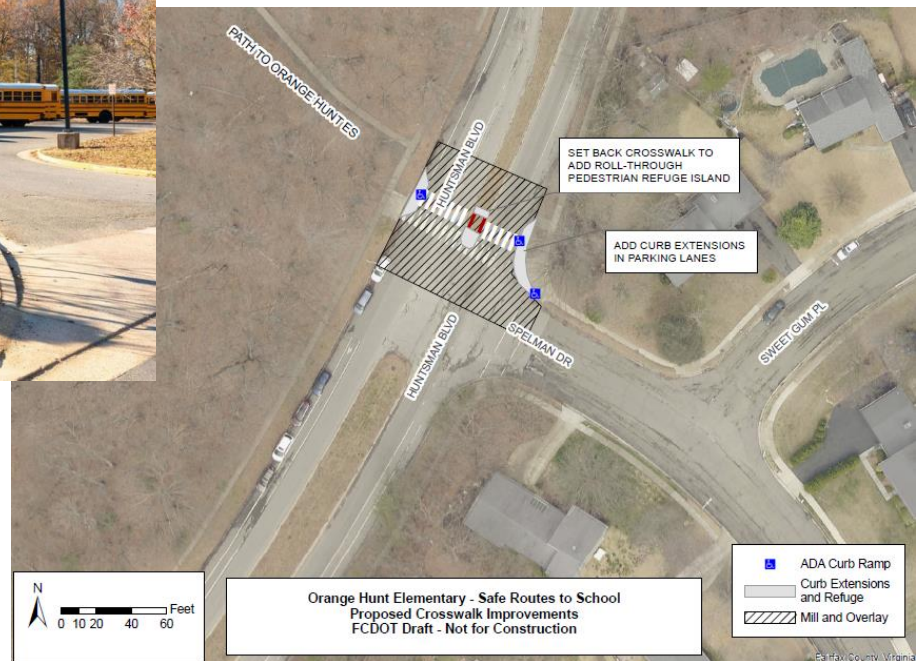 PATH TO ORANGE HUNT ES
HUNTSMAN BLVD
SET BACK CROSSWALK TO
ADD ROLL-THROUGH
PEDESTRIAN REFUGE ISLAND
ADD CURB EXTENSIONS
IN PARKING LANES
HUNTSMAN BLVD
SPELMAN DR
SWEET GUM PL
N
Feet
0 10 20 40 60
Orange Hunt Elementary - Safe Routes to School
Proposed Crosswalk Improvements
FCDOT Draft - Not for Construction
ADA Curb Ramp
Curb Extensions
and Refuge
Mill and Overlay
Fairfax County, Virginia